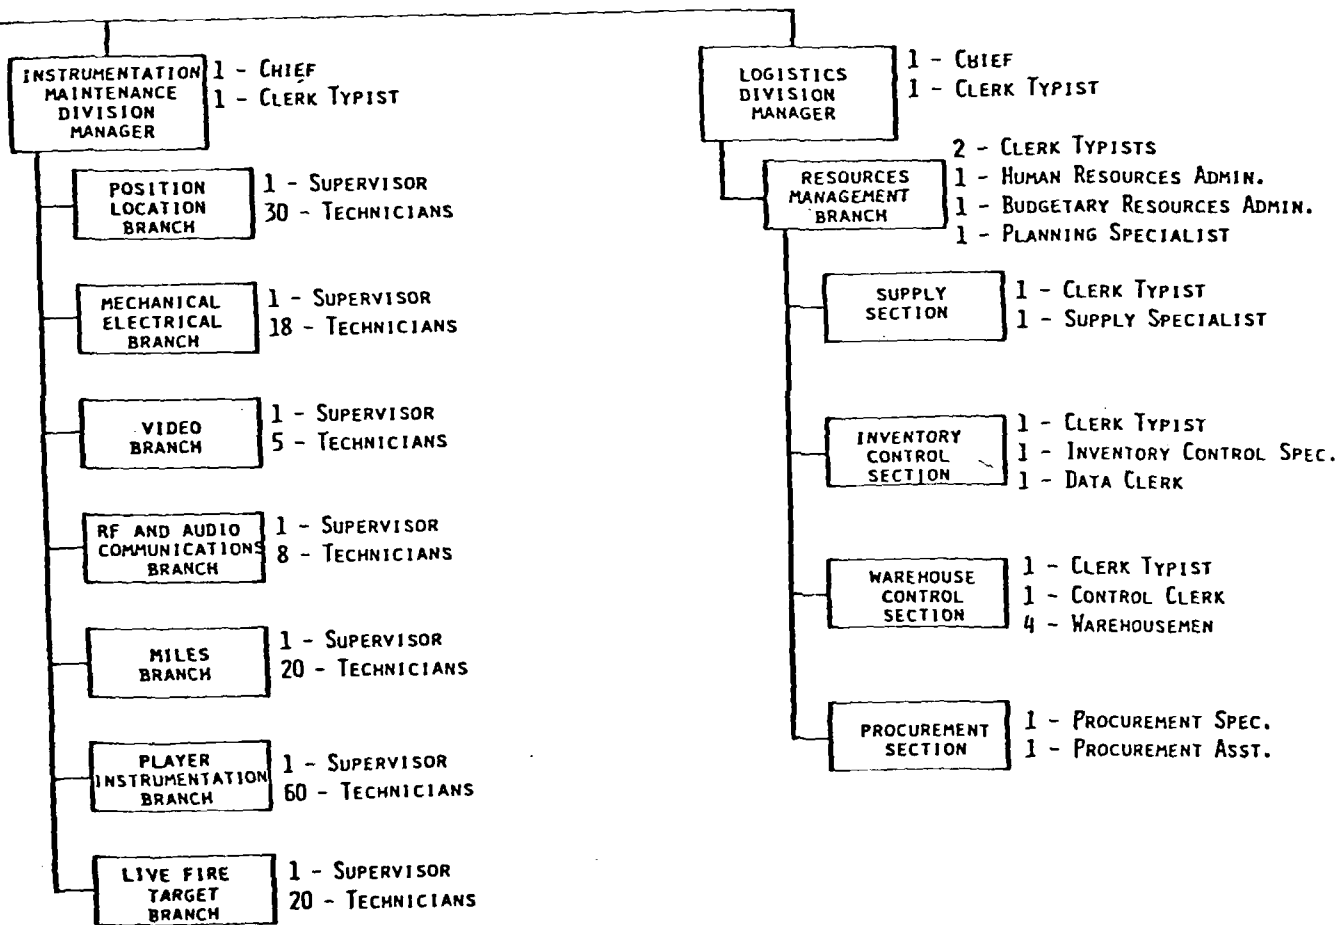 INSTRUMENTATION
MAINTENANCE
DIVISION
MANAGER
1 - CHIEF
1 - CLERK TYPIST
POSITION
LOCATION
BRANCH
1 - SUPERVISOR
30 - TECHNICIANS
MECHANICAL
ELECTRICAL
BRANCH
1 - SUPERVISOR
18 - TECHNICIANS
VIDEO
BRANCH
1 - SUPERVISOR
5 - TECHNICIANS
RF AND AUDIO
COMMUNICATIONS
BRANCH
1 - SUPERVISOR
8 - TECHNICIANS
MILES
BRANCH
1 - SUPERVISOR
20 - TECHNICIANS
PLAYER
INSTRUMENTATION
BRANCH
1 - SUPERVISOR
60 - TECHNICIANS
LIVE FIRE
TARGET
BRANCH
1 - SUPERVISOR
20 - TECHNICIANS
LOGISTICS
DIVISION
MANAGER
1 - CHIEF
1 - CLERK TYPIST
RESOURCES
MANAGEMENT
BRANCH
2 - CLERK TYPISTS
1 - HUMAN RESOURCES ADMIN.
1 - BUDGETARY RESOURCES ADMIN.
1 - PLANNING SPECIALIST
SUPPLY
SECTION
1 - CLERK TYPIST
1 - SUPPLY SPECIALIST
INVENTORY
CONTROL
SECTION
1 - CLERK TYPIST
1 - INVENTORY CONTROL SPEC.
1 - DATA CLERK
WAREHOUSE
CONTROL
SECTION
1 - CLERK TYPIST
1 - CONTROL CLERK
4 - WAREHOUSEMEN
PROCUREMENT
SECTION
1 - PROCUREMENT SPEC.
1 - PROCUREMENT ASST.